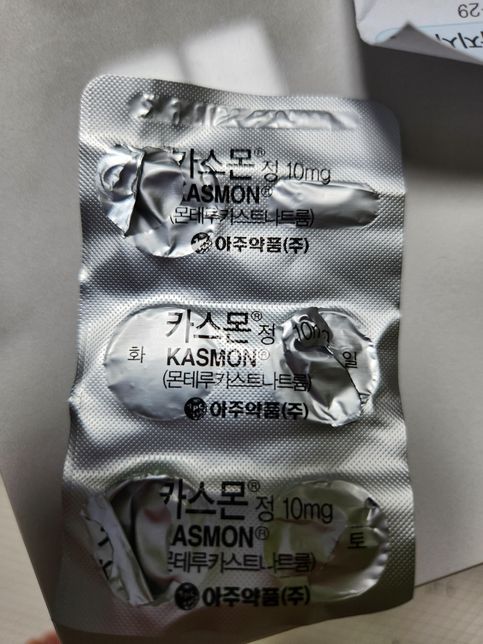 -29
카스몬® 정 10mg
KASMON®
(몬테루카스트나트륨)
아주약품(주)
카스몬® 정 10mg
화
KASMON®
일
(몬테루카스트나트륨)
아주약품(주)
카스몬® 정 10mg
KASMON®
토
몬테루카스트나트륨)
아주약품(주)